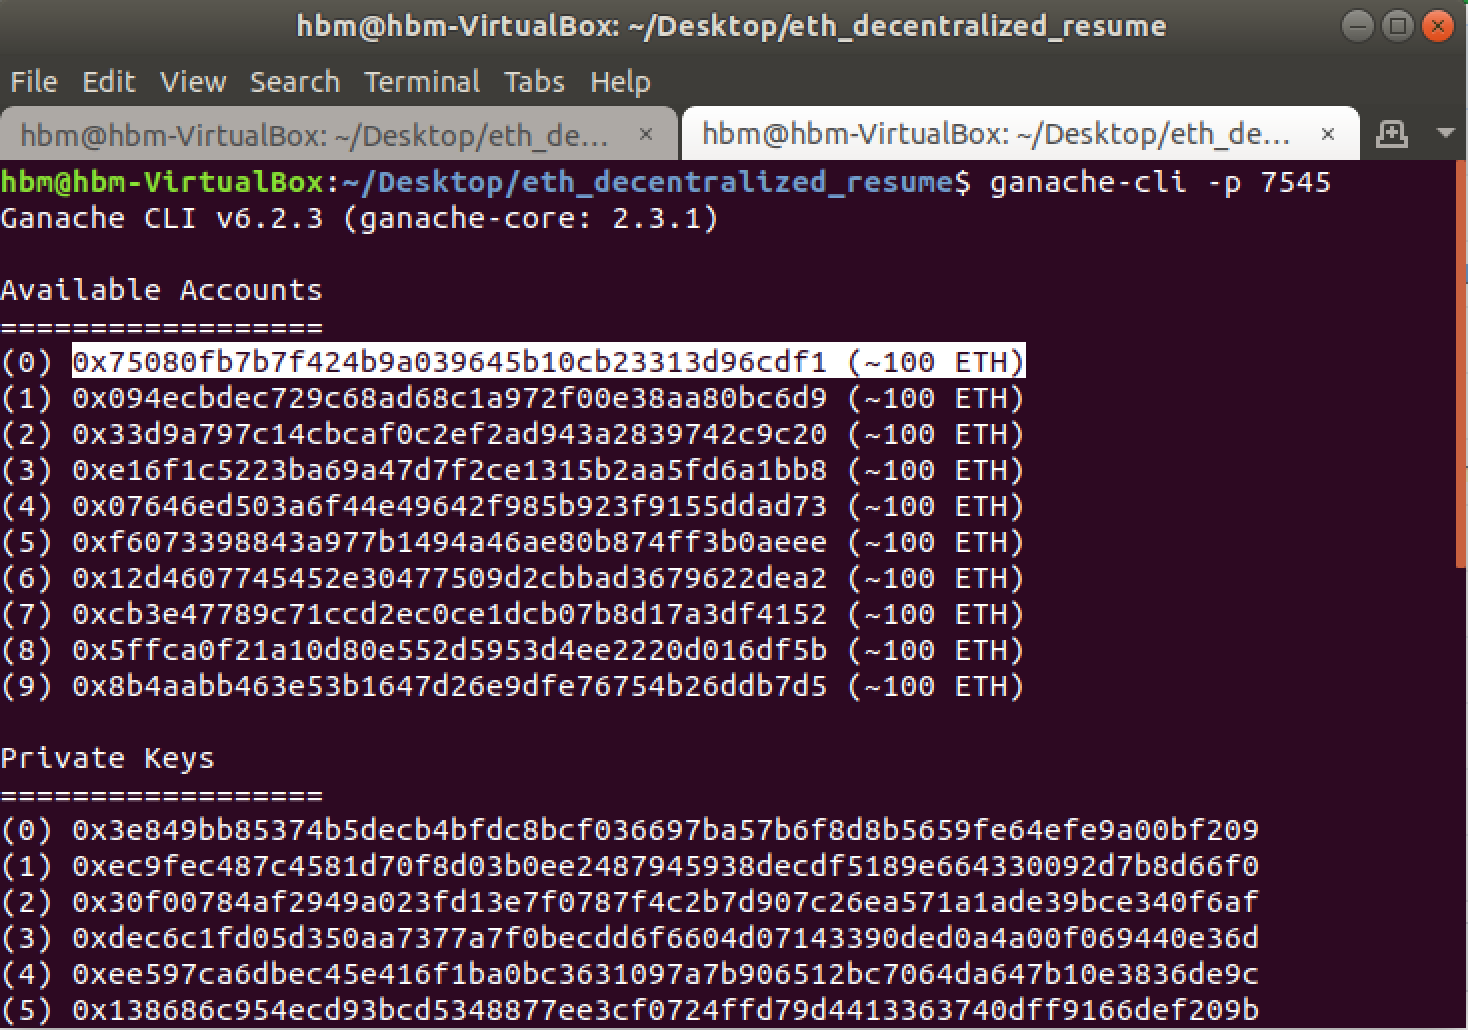 hbm@hbm-VirtualBox: ~/Desktop/eth_decentralized_resume
File Edit View Search Terminal Tabs Help
hbm@hbm-VirtualBox: ~/Desktop/eth_de... × hbm@hbm-VirtualBox: ~/Desktop/eth_de... ×
hbm@hbm-VirtualBox:~/Desktop/eth_decentralized_resume$ ganache-cli -p 7545
Ganache CLI v6.2.3 (ganache-core: 2.3.1)
Available Accounts
==================
(0) 0x75080fb7b7f424b9a039645b10cb23313d96cdf1 (~100 ETH)
(1) 0x094ecbdec729c68ad68c1a972f00e38aa80bc6d9 (~100 ETH)
(2) 0x33d9a797c14cbcaf0c2ef2ad943a2839742c9c20 (~100 ETH)
(3) 0xe16f1c5223ba69a47d7f2ce1315b2aa5fd6a1bb8 (~100 ETH)
(4) 0x07646ed503a6f44e49642f985b923f9155ddad73 (~100 ETH)
(5) 0xf6073398843a977b1494a46ae80b874ff3b0aeee (~100 ETH)
(6) 0x12d4607745452e30477509d2cbbad3679622dea2 (~100 ETH)
(7) 0xcb3e47789c71ccd2ec0ce1dcb07b8d17a3df4152 (~100 ETH)
(8) 0x5ffca0f21a10d80e552d5953d4ee2220d016df5b (~100 ETH)
(9) 0x8b4aabb463e53b1647d26e9dfe76754b26ddb7d5 (~100 ETH)
Private Keys
==================
(0) 0x3e849bb85374b5decb4bfdc8bcf036697ba57b6f8d8b5659fe64efe9a00bf209
(1) 0xec9fec487c4581d70f8d03b0ee2487945938decdf5189e664330092d7b8d66f0
(2) 0x30f00784af2949a023fd13e7f0787f4c2b7d907c26ea571a1ade39bce340f6af
(3) 0xdec6c1fd05d350aa7377a7f0becdd6f6604d07143390ded0a4a00f069440e36d
(4) 0xee597ca6dbec45e416f1ba0bc3631097a7b906512bc7064da647b10e3836de9c
(5) 0x138686c954ecd93bcd5348877ee3cf0724ffd79d4413363740dff9166def209b